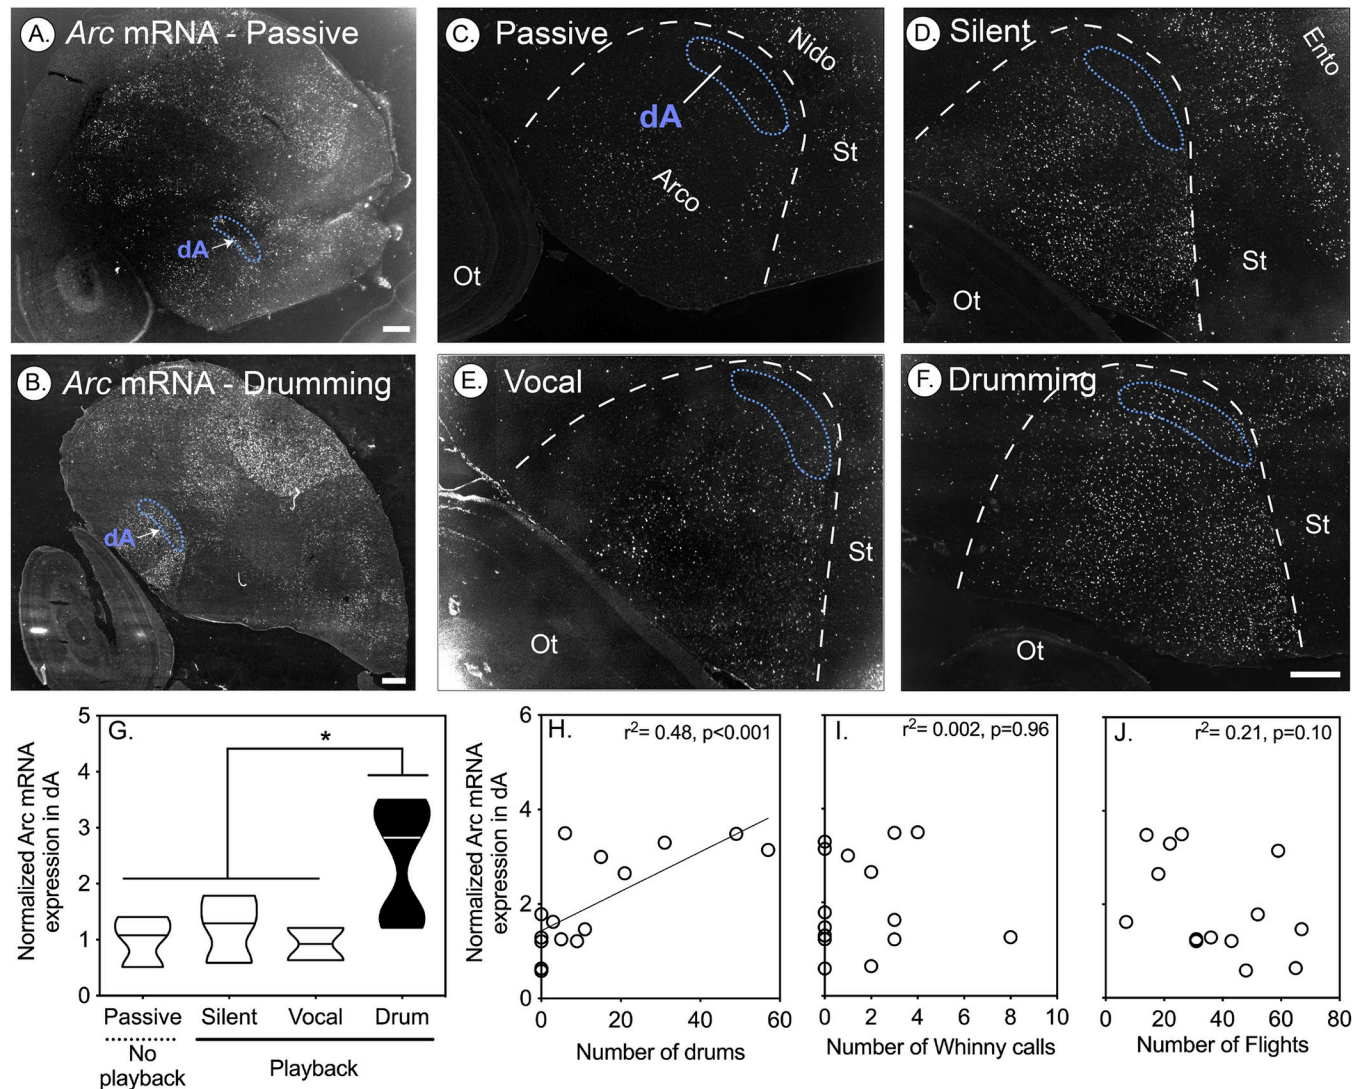 A. Arc mRNA - Passive
dA
B. Arc mRNA - Drumming
dA
C. Passive
Nido
dA
Arco
St
Ot
D. Silent
Ento
St
Ot
E. Vocal
St
Ot
F. Drumming
St
Ot
G.
Normalized Arc mRNA
expression in dA
5
4
3
2
1
0
*
Passive
Silent
Vocal
Drum
No
playback
Playback
H.
r²= 0.48, p<0.001
Normalized Arc mRNA
expression in dA
6
4
2
0
0 20 40 60
Number of drums
I.
r²= 0.002, p=0.96
0 2 4 6 8 10
Number of Whinny calls
J.
r²= 0.21, p=0.10
0 20 40 60 80
Number of Flights